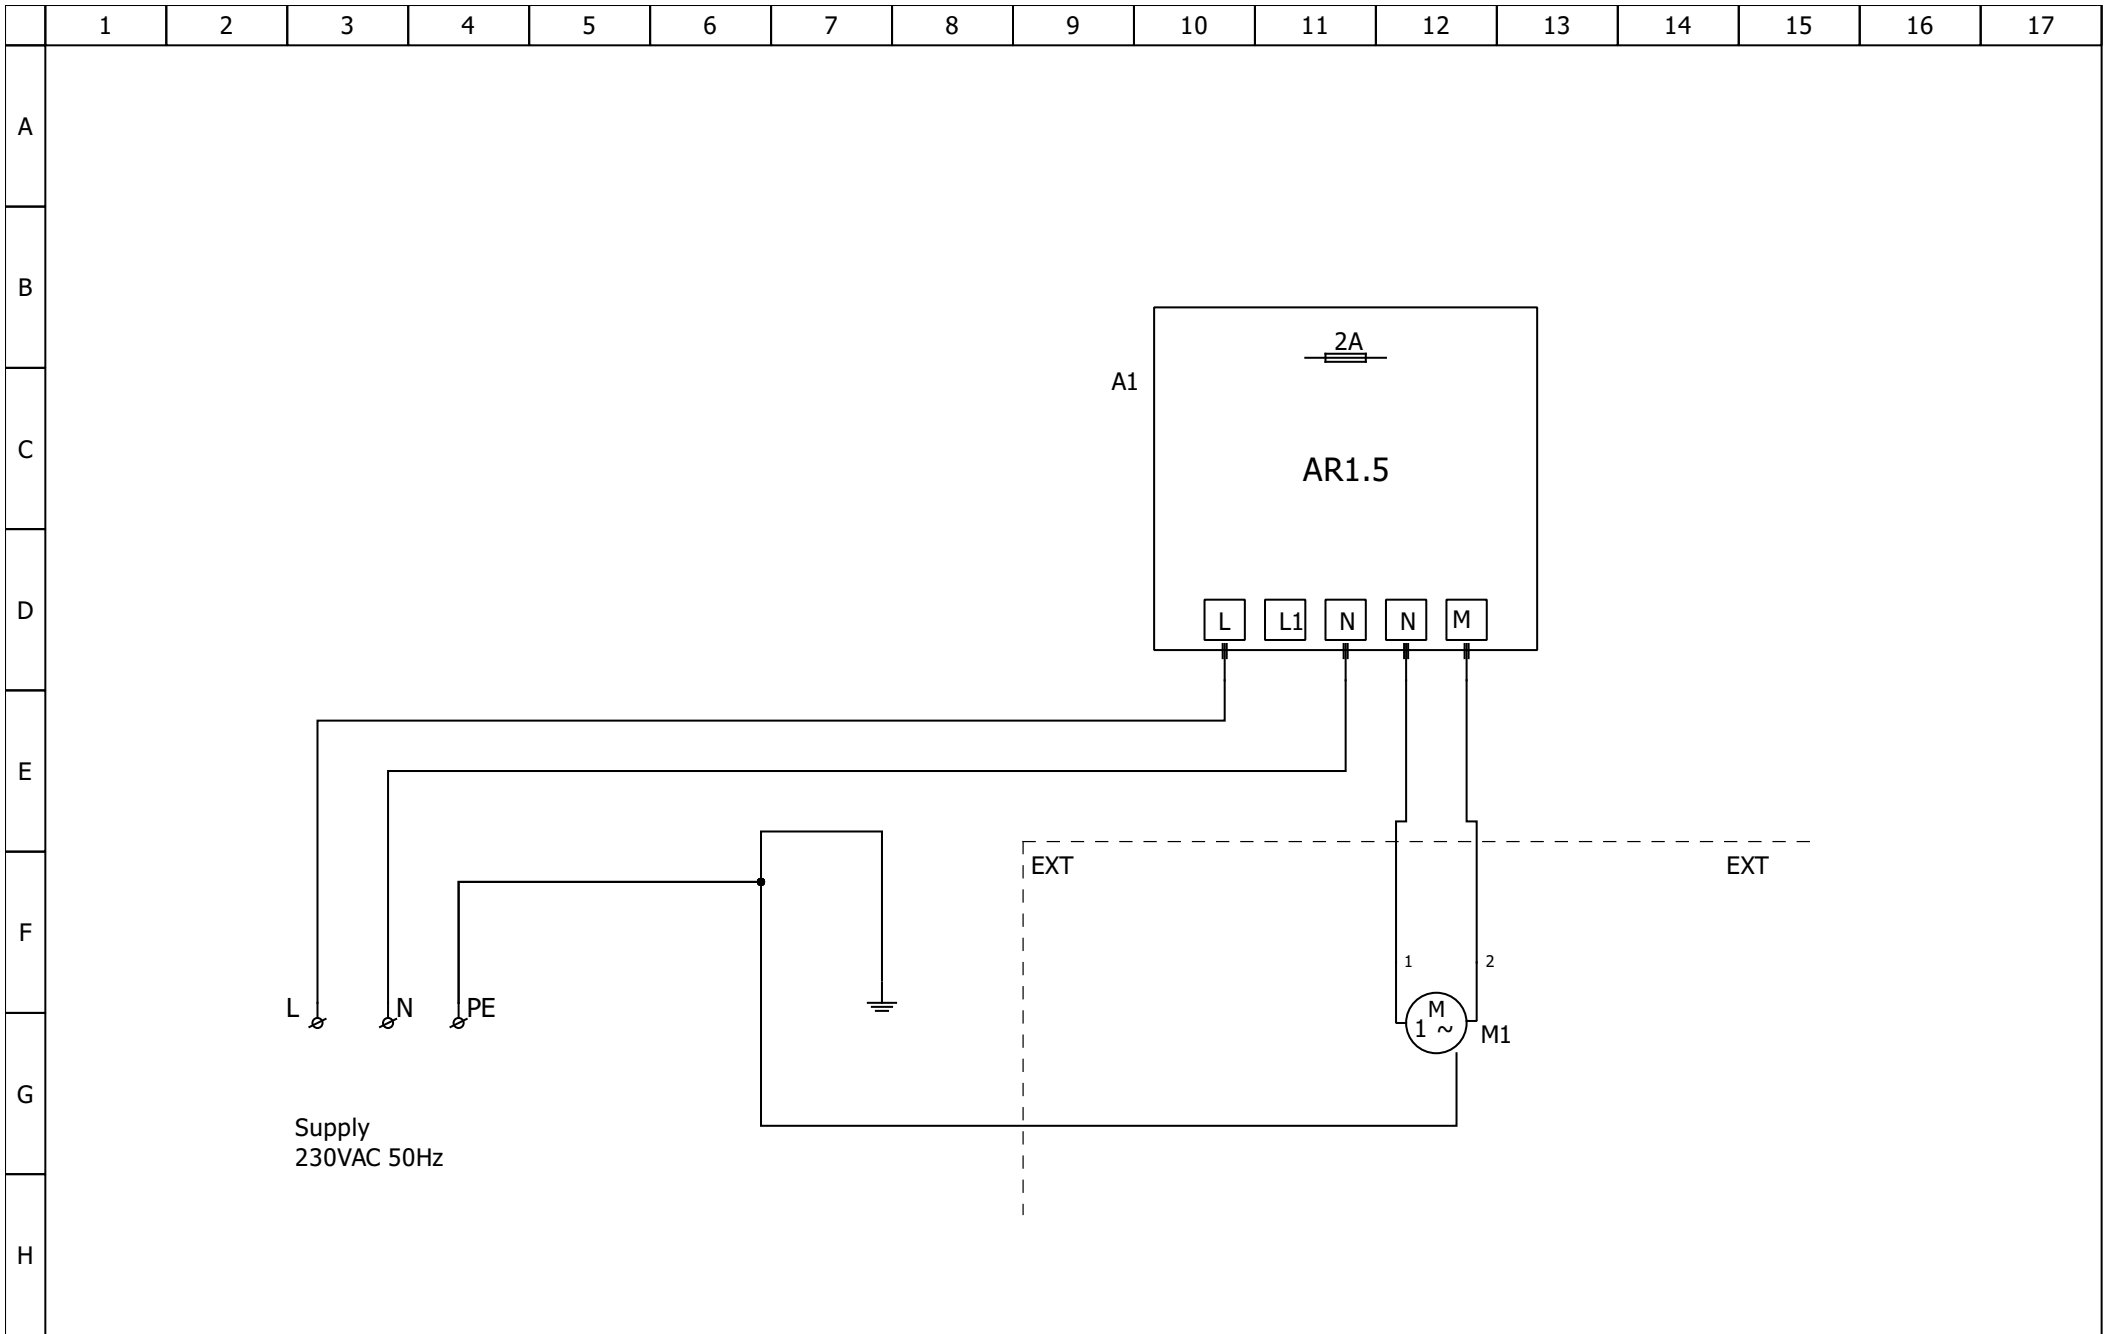 1 2 3 4 5 6 7 8 9 10 11 12 13 14 15 16 17
A
B
2A
A1
C
AR1.5
D
L L1 N N M
E
EXT EXT
F
1 2
L N PE
M
1 ~
M1
G
Supply
230VAC 50Hz
H